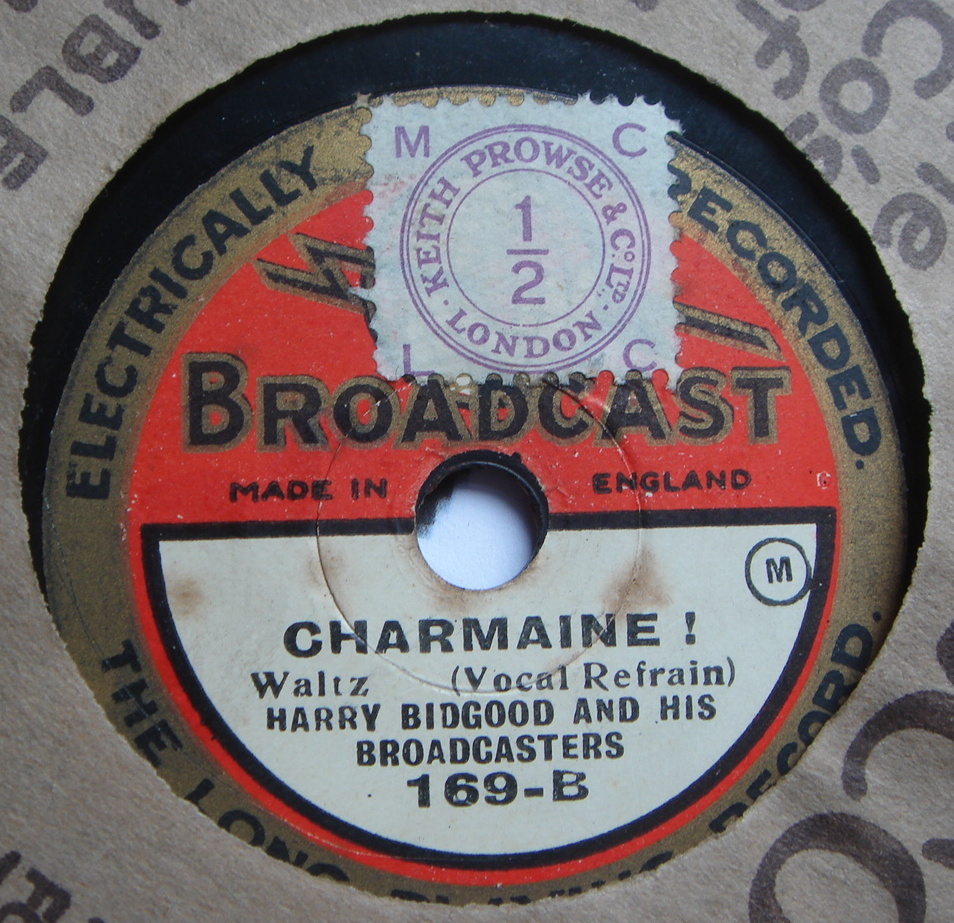 ELECTRICALLY RECORDED.
M C
KEITH PROWSE & CO. LTD.,
1/2
· LONDON ·
L C
BROADCAST
MADE IN ENGLAND
M
CHARMAINE !
Waltz (Vocal Refrain)
HARRY BIDGOOD AND HIS
BROADCASTERS
169-B
THE LONG PLAYING RECORD.